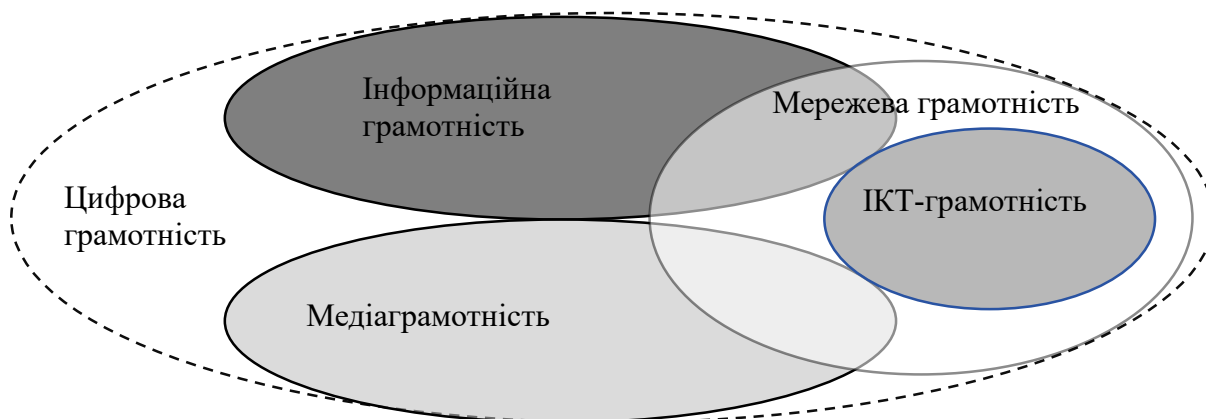 Інформаційна
грамотність
Мережева грамотність
Цифрова
грамотність
ІКТ-грамотність
Медіаграмотність